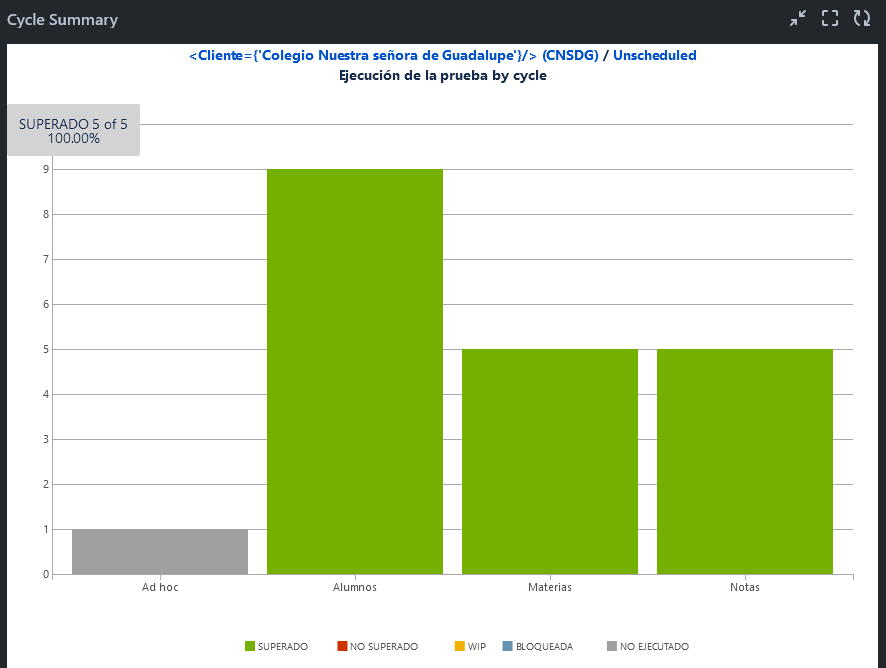 Cycle Summary
<Cliente={'Colegio Nuestra señora de Guadalupe'}/> (CNSDG) / Unscheduled
Ejecución de la prueba by cycle
SUPERADO 5 of 5
100.00%
9
8
7
6
5
4
3
2
1
0
Ad hoc
Alumnos
Materias
Notas
SUPERADO
NO SUPERADO
WIP
BLOQUEADA
NO EJECUTADO